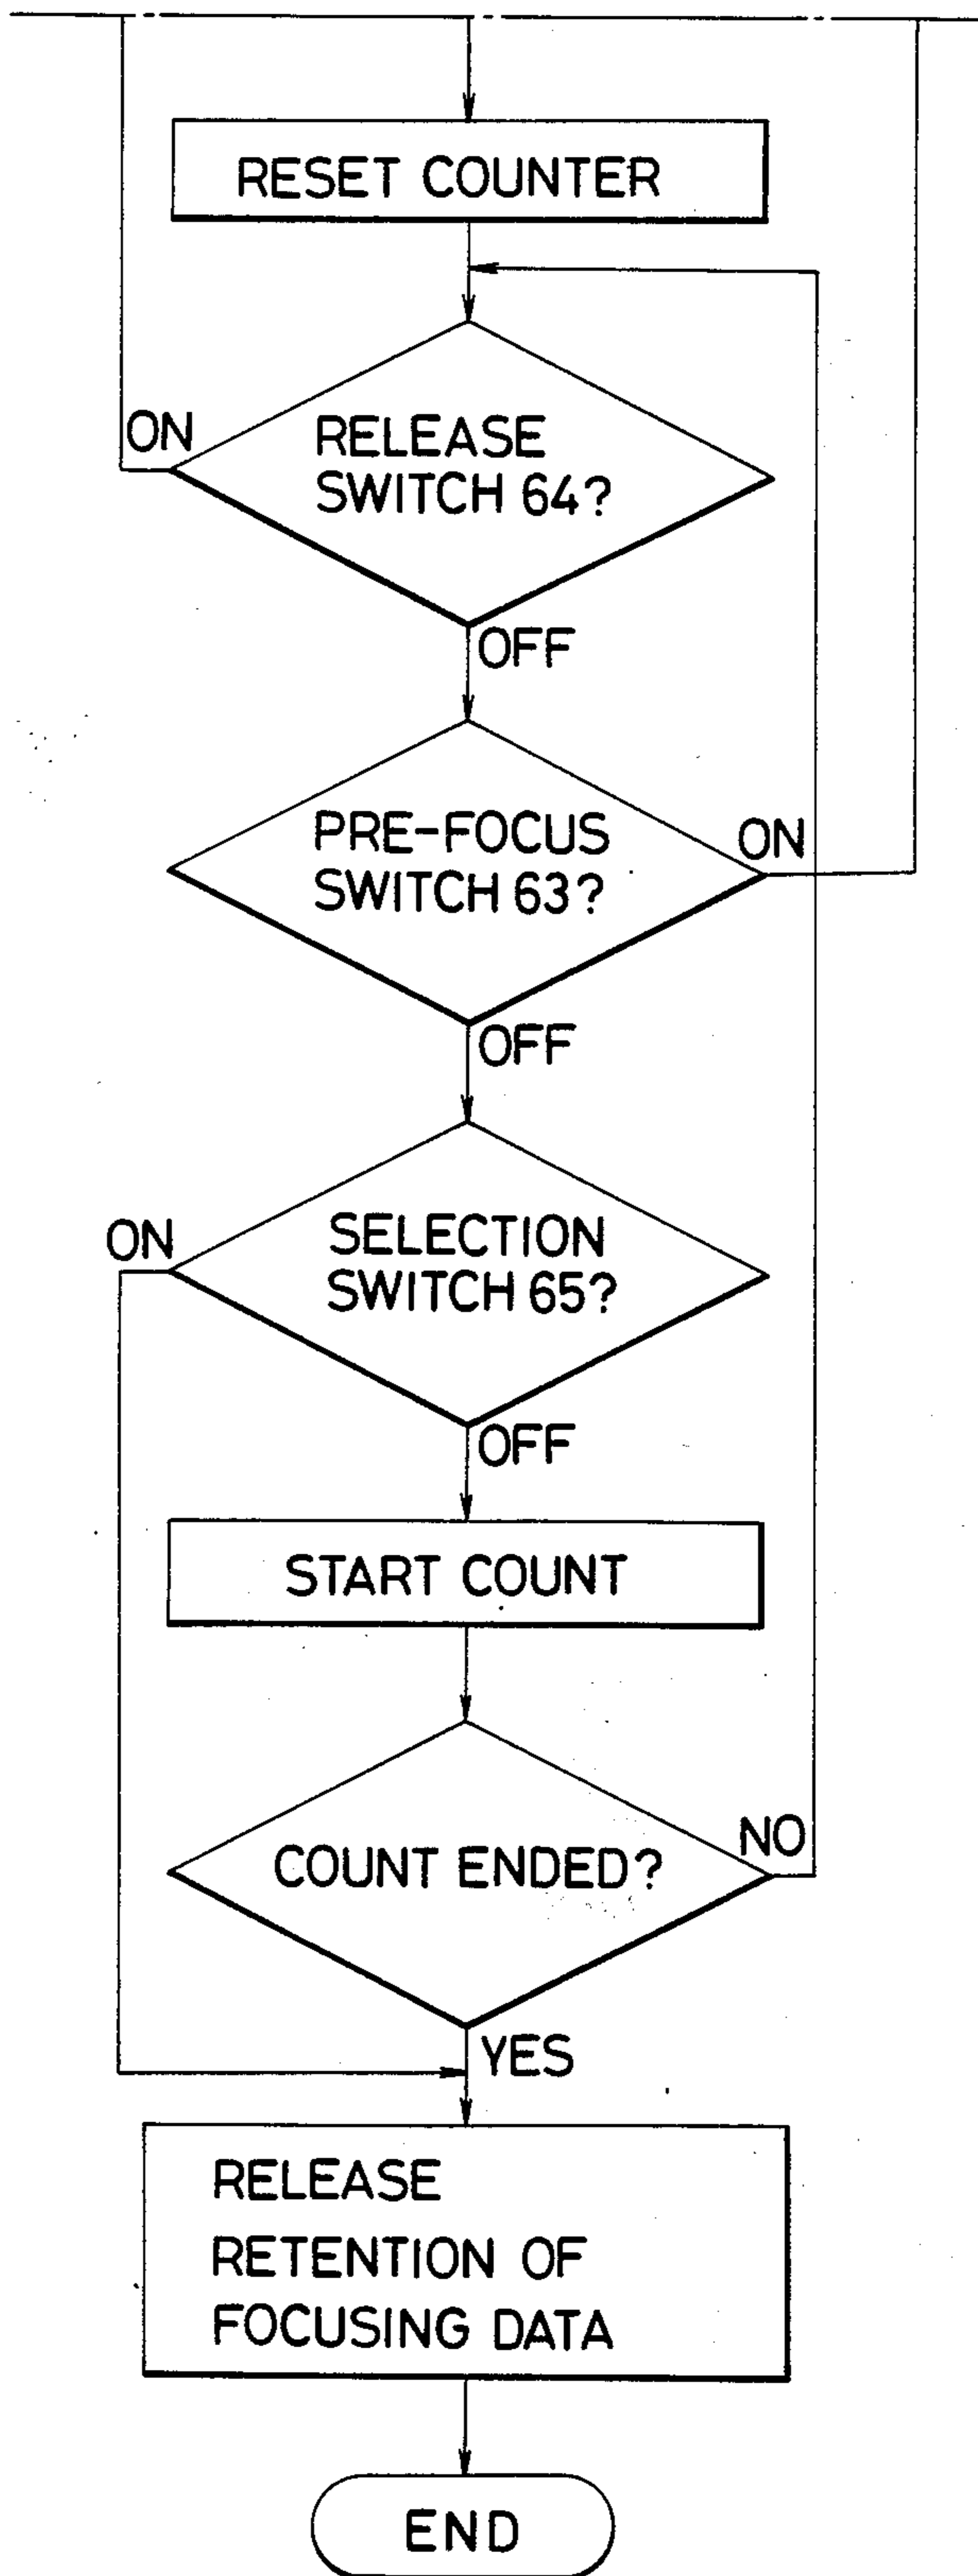 RESET COUNTER
ON
RELEASE
SWITCH 64?
OFF
PRE-FOCUS
SWITCH 63?
ON
OFF
ON
SELECTION
SWITCH 65?
OFF
START COUNT
COUNT ENDED?
NO
YES
RELEASE
RETENTION OF
FOCUSING DATA
END